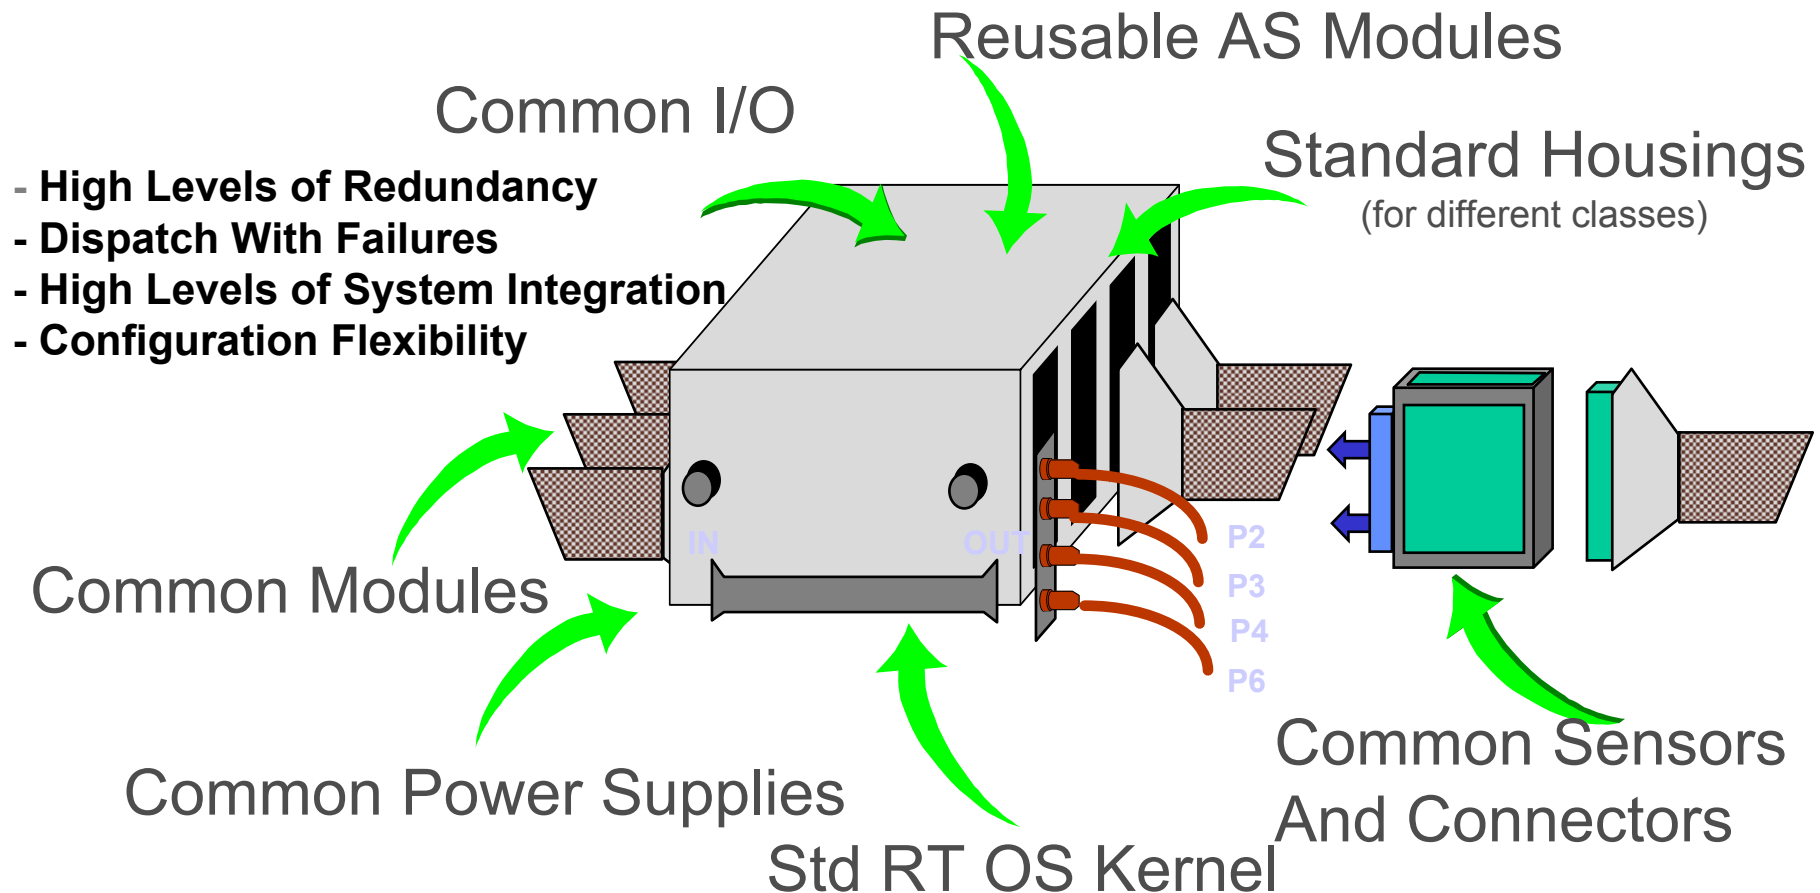 Reusable AS Modules
Common I/O
Standard Housings
(for different classes)
- High Levels of Redundancy
- Dispatch With Failures
- High Levels of System Integration
- Configuration Flexibility
IN
OUT
P2
P3
P4
P6
Common Modules
Common Power Supplies
Std RT OS Kernel
Common Sensors
And Connectors